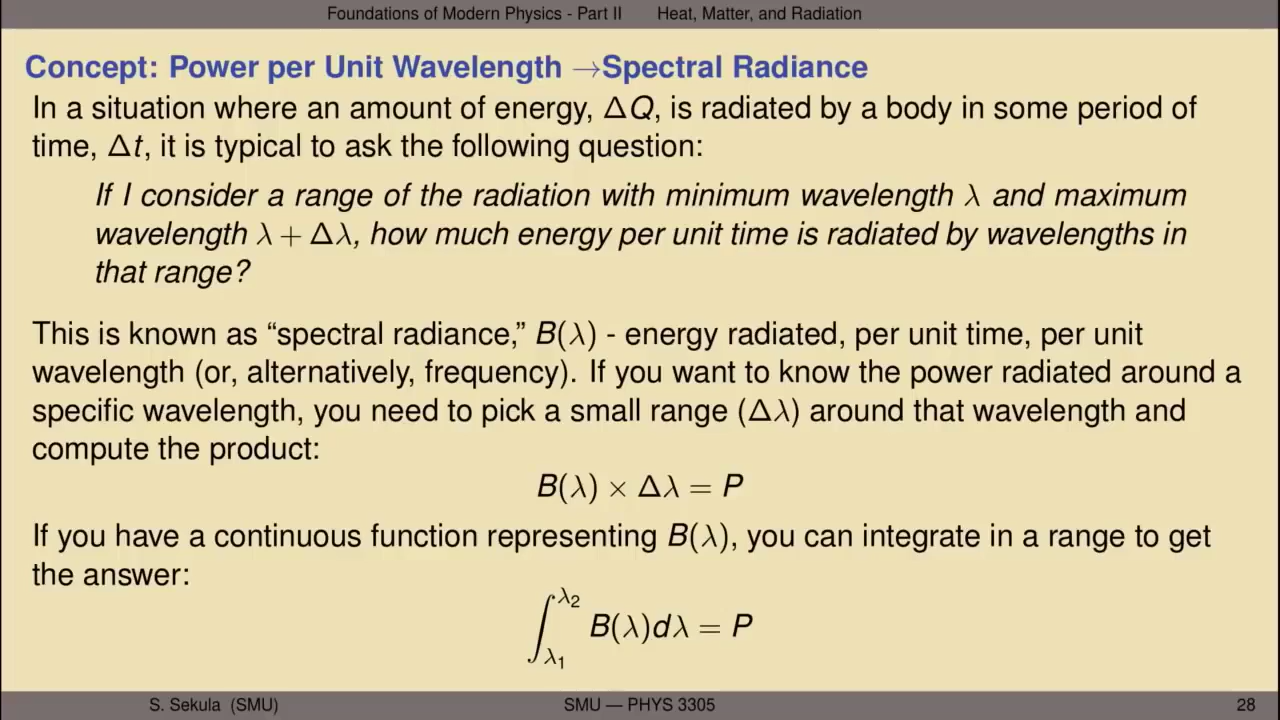 Foundations of Modern Physics - Part II Heat, Matter, and Radiation
Concept: Power per Unit Wavelength →Spectral Radiance
In a situation where an amount of energy, ΔQ, is radiated by a body in some period of
time, Δt, it is typical to ask the following question:
If I consider a range of the radiation with minimum wavelength λ and maximum
wavelength λ + Δλ, how much energy per unit time is radiated by wavelengths in
that range?
This is known as “spectral radiance,” B(λ) - energy radiated, per unit time, per unit
wavelength (or, alternatively, frequency). If you want to know the power radiated around a
specific wavelength, you need to pick a small range (Δλ) around that wavelength and
compute the product:
B(λ) × Δλ = P
If you have a continuous function representing B(λ), you can integrate in a range to get
the answer:
∫_{λ₁}^{λ₂} B(λ)dλ = P
S. Sekula (SMU) SMU — PHYS 3305 28